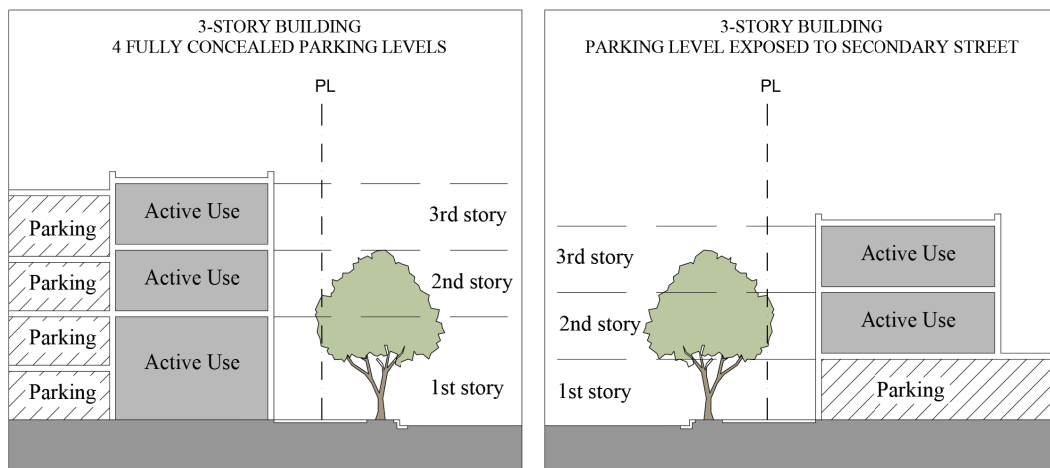 3-STORY BUILDING
4 FULLY CONCEALED PARKING LEVELS
PL
Active Use
3rd story
Parking
Active Use
2nd story
Parking
Parking
Active Use
1st story
Parking
3-STORY BUILDING
PARKING LEVEL EXPOSED TO SECONDARY STREET
PL
3rd story
Active Use
2nd story
Active Use
1st story
Parking